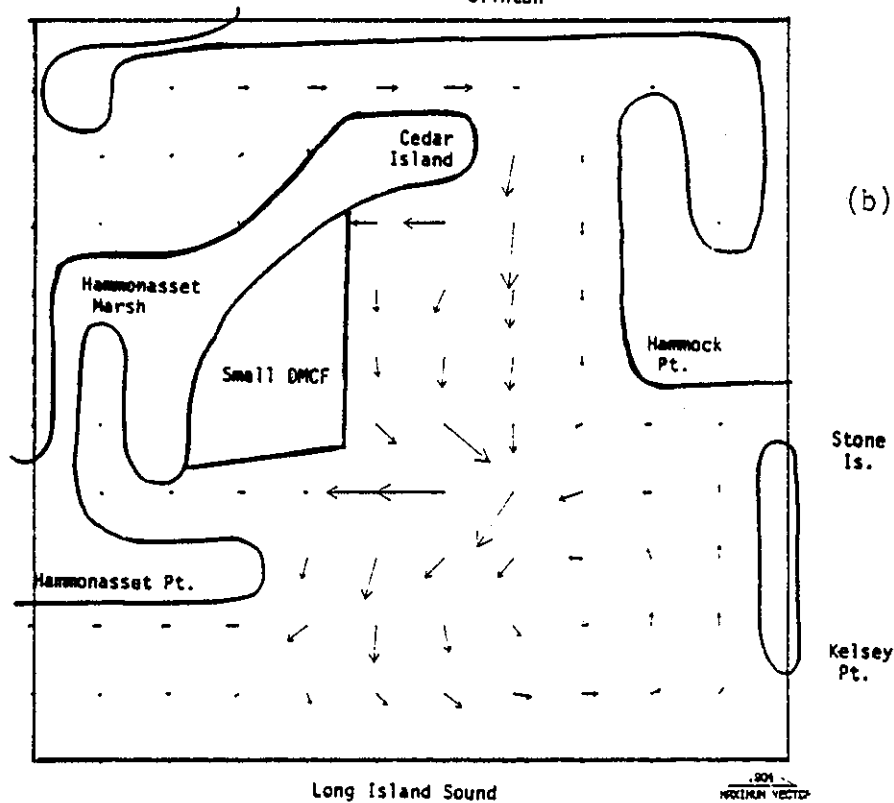 Cedar
Island
(b)
Hammonasset
Marsh
Small DMCF
Hammock
Pt.
Stone
Is.
Hammonasset Pt.
Kelsey
Pt.
Long Island Sound
MAXIMUM VECTOR